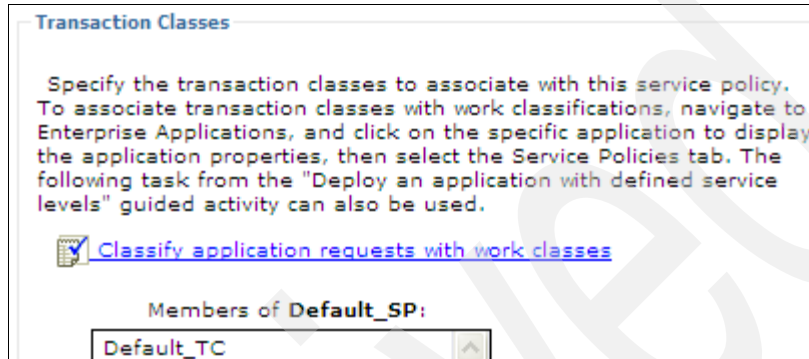 Transaction Classes
Specify the transaction classes to associate with this service policy.
To associate transaction classes with work classifications, navigate to
Enterprise Applications, and click on the specific application to display
the application properties, then select the Service Policies tab. The
following task from the "Deploy an application with defined service
levels" guided activity can also be used.
Classify application requests with work classes
Members of Default_SP:
Default_TC